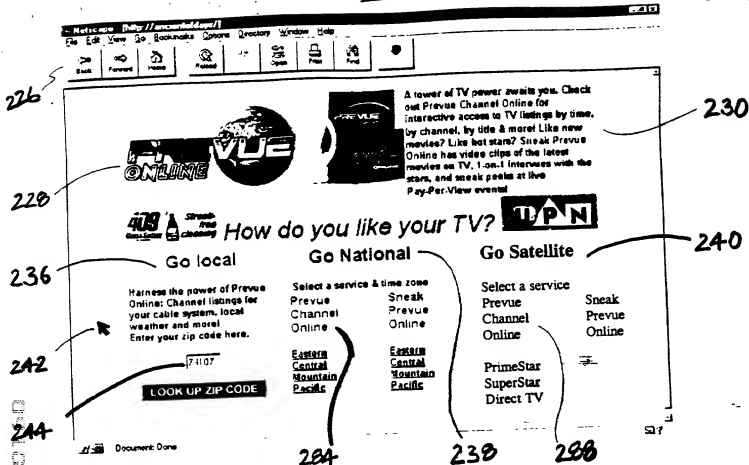 Netscape - [http://
File Edit View Go Bookmarks Options Directory Window Help
Back Forward Home Reload Open Print Find
226
A tower of TV power awaits you. Check
out Prevue Channel Online for
interactive access to TV listings by time,
by channel, by title & more! Like new
movies? Like hot stars? Sneak Prevue
Online has video clips of the latest
movies on TV, 1-on-1 interviews with the
stars, and sneak peeks at live
Pay-Per-View events!
230
VUE
ONLINE
PREVUE
228
409
Streak-
free
cleaning
How do you like your TV?
236
Go local
Harness the power of Prevue
Online: Channel listings for
your cable system, local
weather and more!
Enter your zip code here.
242
244
LOOK UP ZIP CODE
Go National
Select a service & time zone
Prevue Sneak
Channel Prevue
Online Online
Eastern Eastern
Central Central
Mountain Mountain
Pacific Pacific
Go Satellite
240
Select a service
Prevue Sneak
Channel Prevue
Online Online
PrimeStar
SuperStar
Direct TV
Document: Done
284
238
288